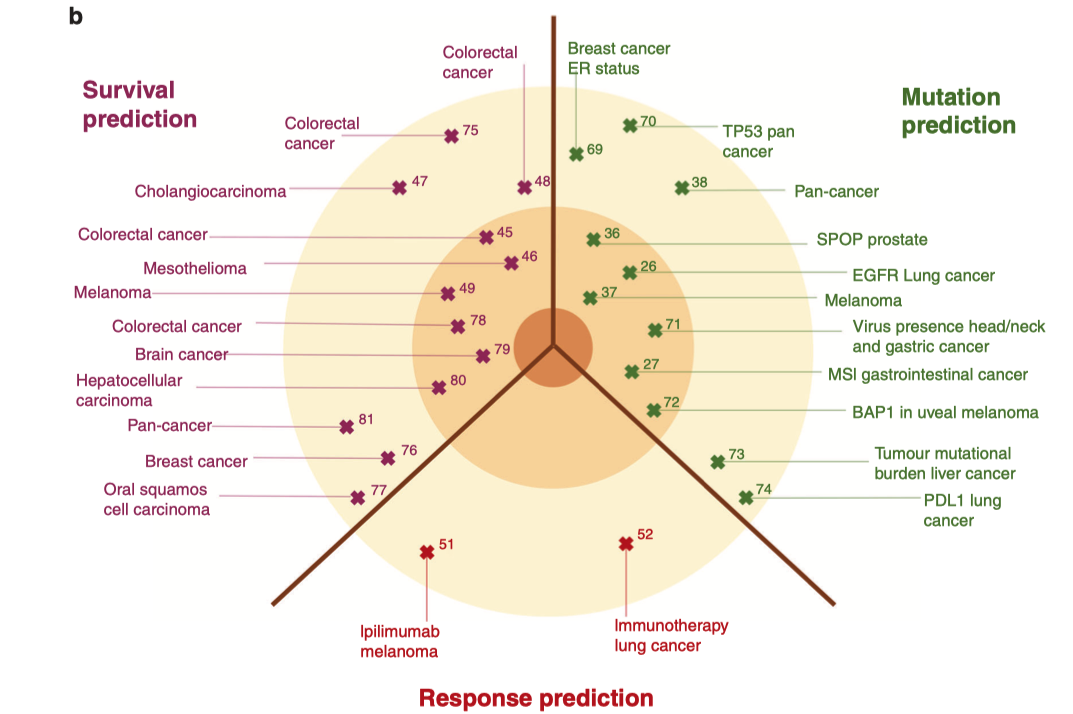 b
Survival
prediction
Mutation
prediction
Colorectal
cancer
Breast cancer
ER status
Colorectal
cancer
75
70
TP53 pan
cancer
69
Cholangiocarcinoma
47
48
38
Pan-cancer
Colorectal cancer
45
36
SPOP prostate
Mesothelioma
46
26
EGFR Lung cancer
Melanoma
49
37
Melanoma
Colorectal cancer
78
71
Virus presence head/neck
and gastric cancer
Brain cancer
79
27
MSI gastrointestinal cancer
Hepatocellular
carcinoma
80
72
BAP1 in uveal melanoma
Pan-cancer
81
Breast cancer
76
73
Tumour mutational
burden liver cancer
Oral squamos
cell carcinoma
77
74
PDL1 lung
cancer
51
52
Ipilimumab
melanoma
Immunotherapy
lung cancer
Response prediction